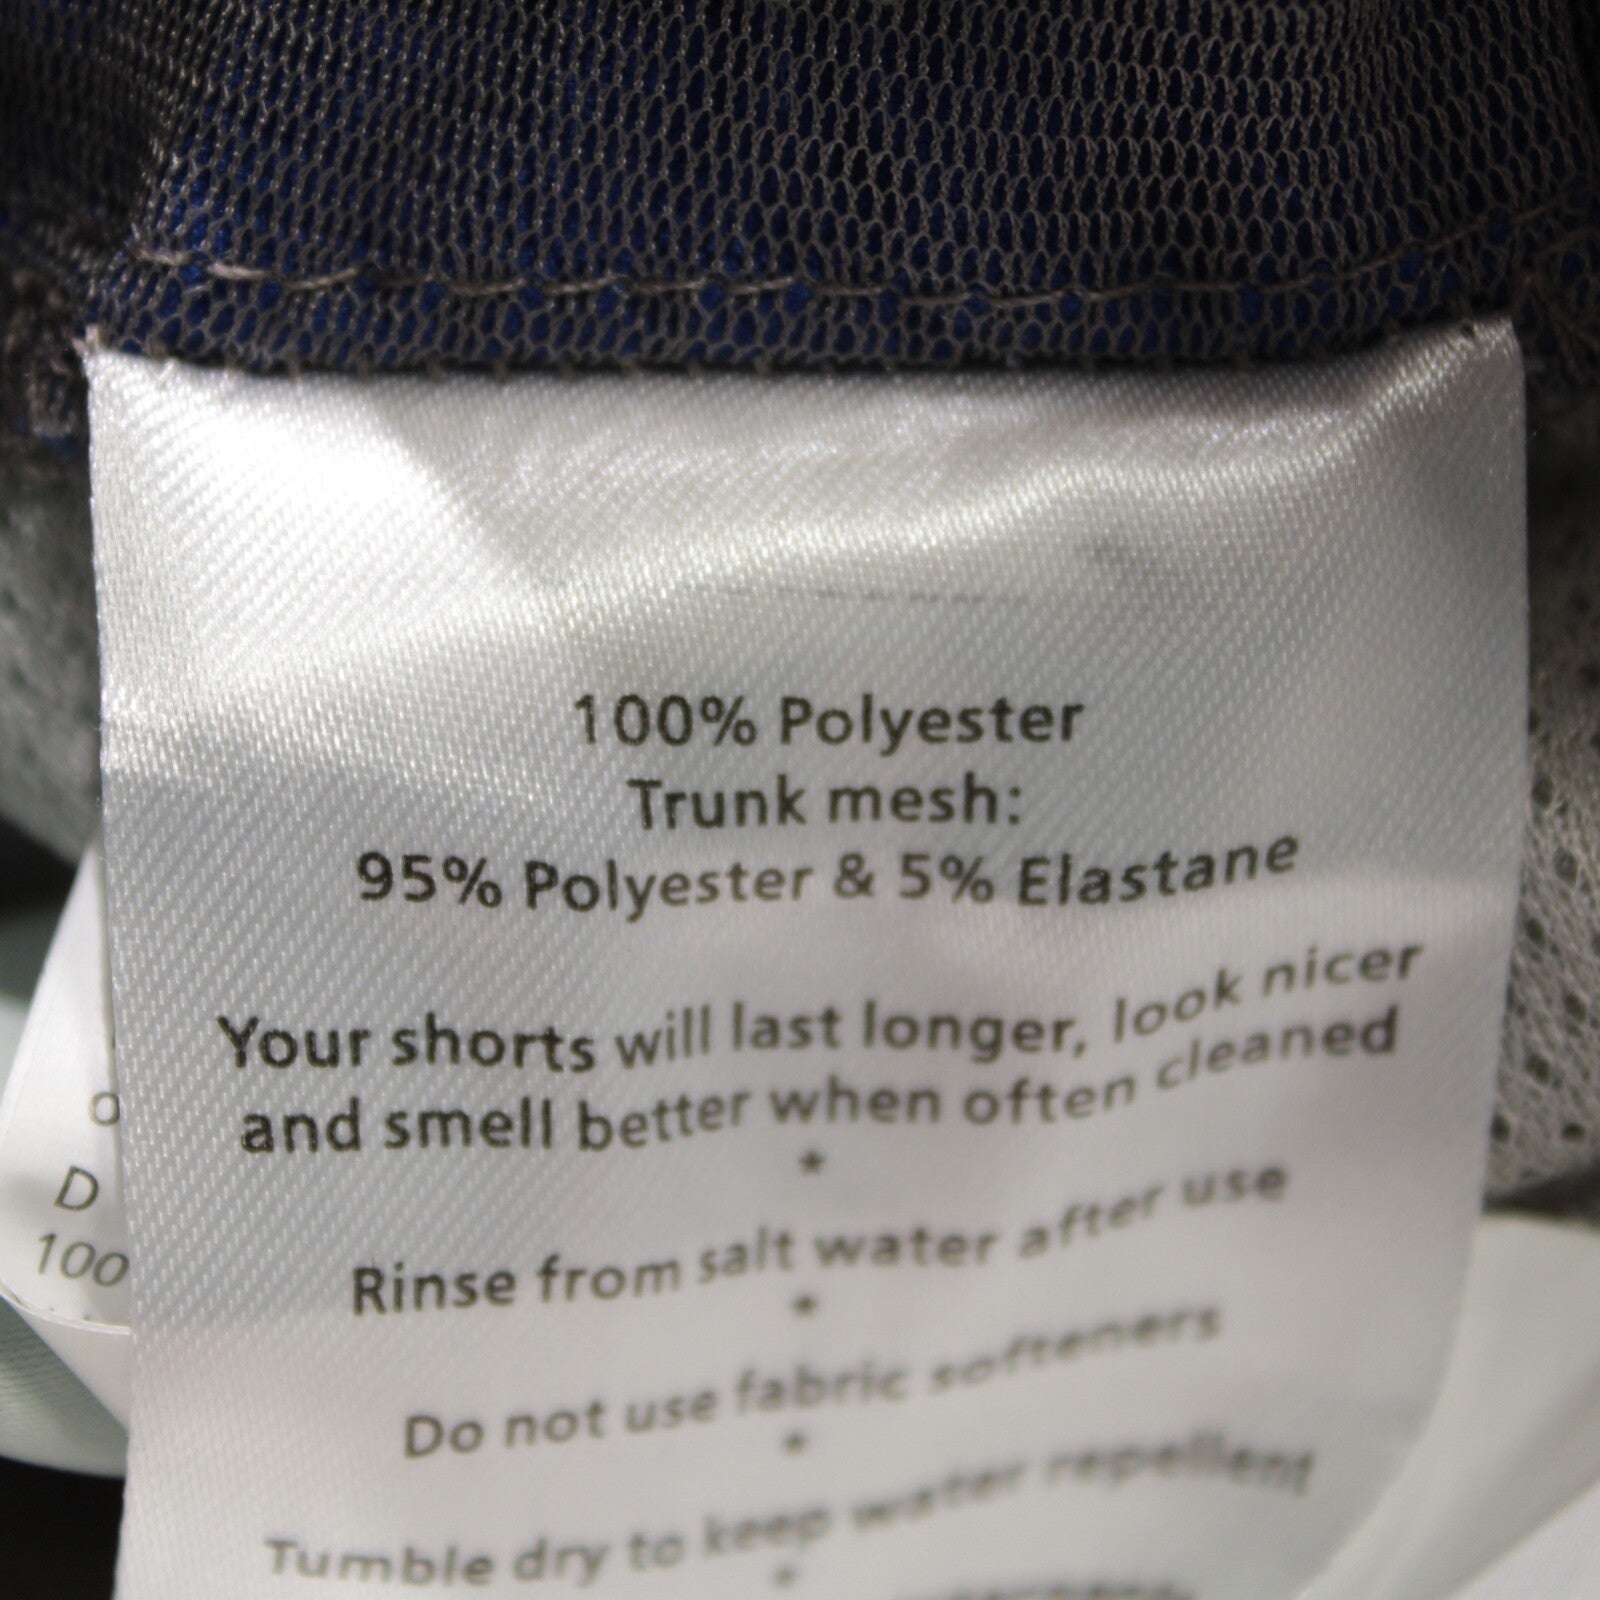 100% Polyester
Trunk mesh:
95% Polyester & 5% Elastane
Your shorts will last longer, look nicer
and smell better when often cleaned
*
Rinse from salt water after use
*
Do not use fabric softeners
*
Tumble dry to keep water repellent
*
D
100